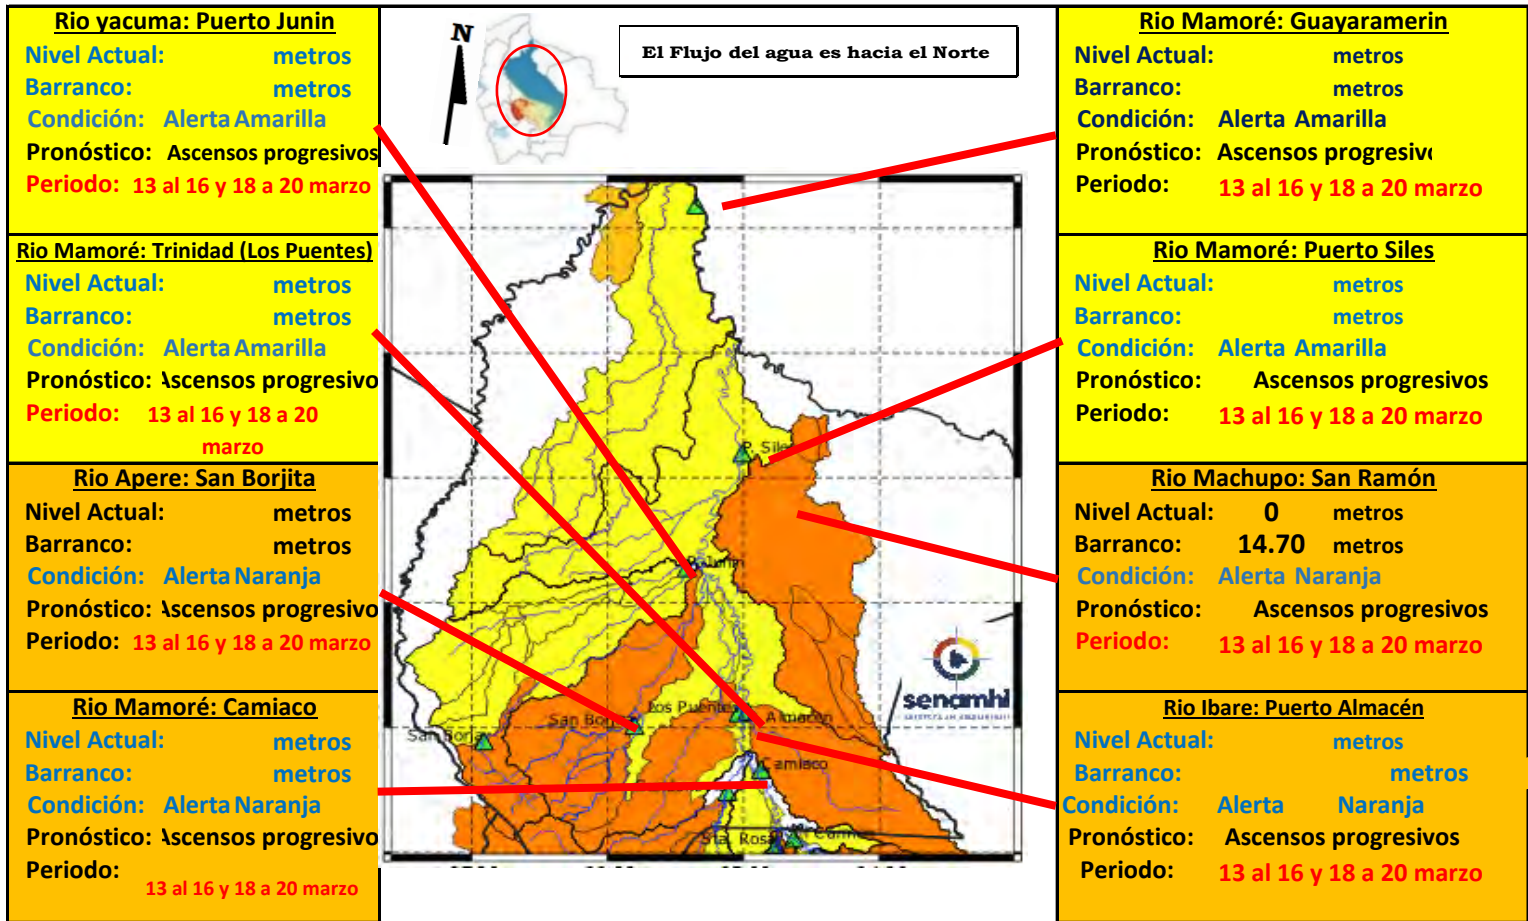 Rio yacuma: Puerto Junin
Nivel Actual: metros
Barranco: metros
Condición: Alerta Amarilla
Pronóstico: Ascensos progresivos
Periodo: 13 al 16 y 18 a 20 marzo
Rio Mamoré: Trinidad (Los Puentes)
Nivel Actual: metros
Barranco: metros
Condición: Alerta Amarilla
Pronóstico: Ascensos progresivo
Periodo: 13 al 16 y 18 a 20
marzo
Rio Apere: San Borjita
Nivel Actual: metros
Barranco: metros
Condición: Alerta Naranja
Pronóstico: Ascensos progresivo
Periodo: 13 al 16 y 18 a 20 marzo
Rio Mamoré: Camiaco
Nivel Actual: metros
Barranco: metros
Condición: Alerta Naranja
Pronóstico: Ascensos progresivo
Periodo:
13 al 16 y 18 a 20 marzo
N
El Flujo del agua es hacia el Norte
P. Siles
P. Junin
Los Puentes
Almacén
San Borjita
San Borja
Camiaco
Sta. Rosa
senamhi
Rio Mamoré: Guayaramerin
Nivel Actual: metros
Barranco: metros
Condición: Alerta Amarilla
Pronóstico: Ascensos progresivo
Periodo: 13 al 16 y 18 a 20 marzo
Rio Mamoré: Puerto Siles
Nivel Actual: metros
Barranco: metros
Condición: Alerta Amarilla
Pronóstico: Ascensos progresivos
Periodo: 13 al 16 y 18 a 20 marzo
Rio Machupo: San Ramón
Nivel Actual: 0 metros
Barranco: 14.70 metros
Condición: Alerta Naranja
Pronóstico: Ascensos progresivos
Periodo: 13 al 16 y 18 a 20 marzo
Rio Ibare: Puerto Almacén
Nivel Actual: metros
Barranco: metros
Condición: Alerta Naranja
Pronóstico: Ascensos progresivos
Periodo: 13 al 16 y 18 a 20 marzo